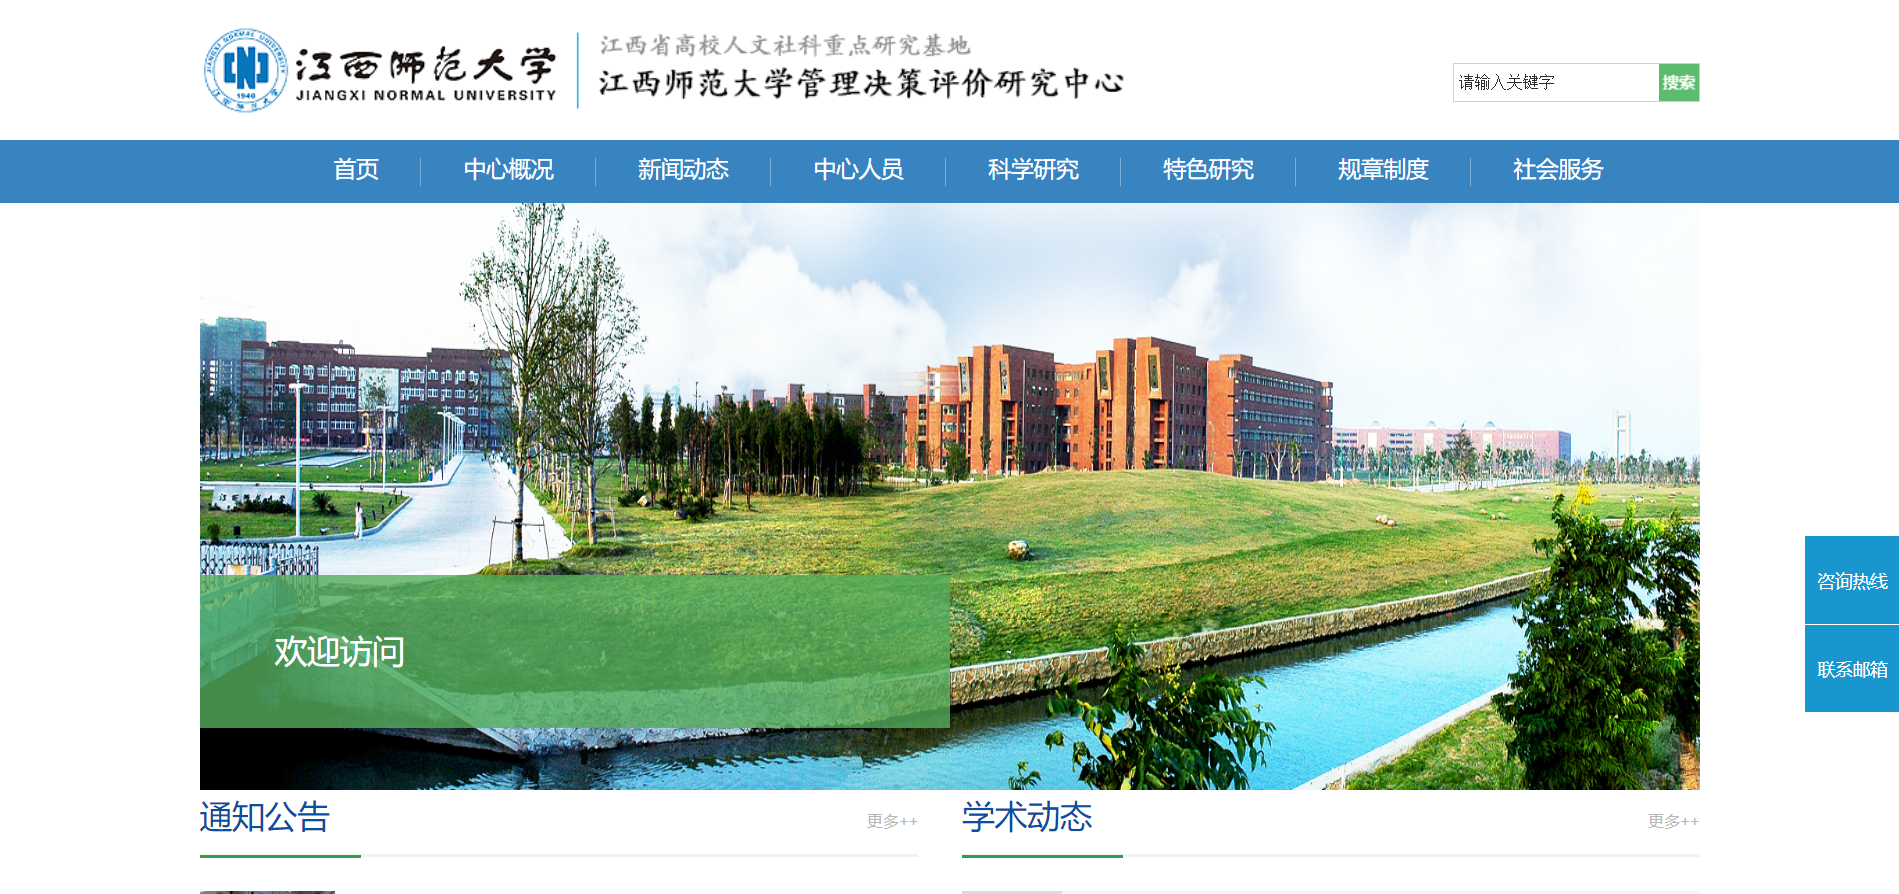 江西师范大学
JIANGXI NORMAL UNIVERSITY
江西省高校人文社科重点研究基地
江西师范大学管理决策评价研究中心
请输入关键字
搜索
首页
中心概况
新闻动态
中心人员
科学研究
特色研究
规章制度
社会服务
欢迎访问
咨询热线
联系邮箱
通知公告
更多++
学术动态
更多++